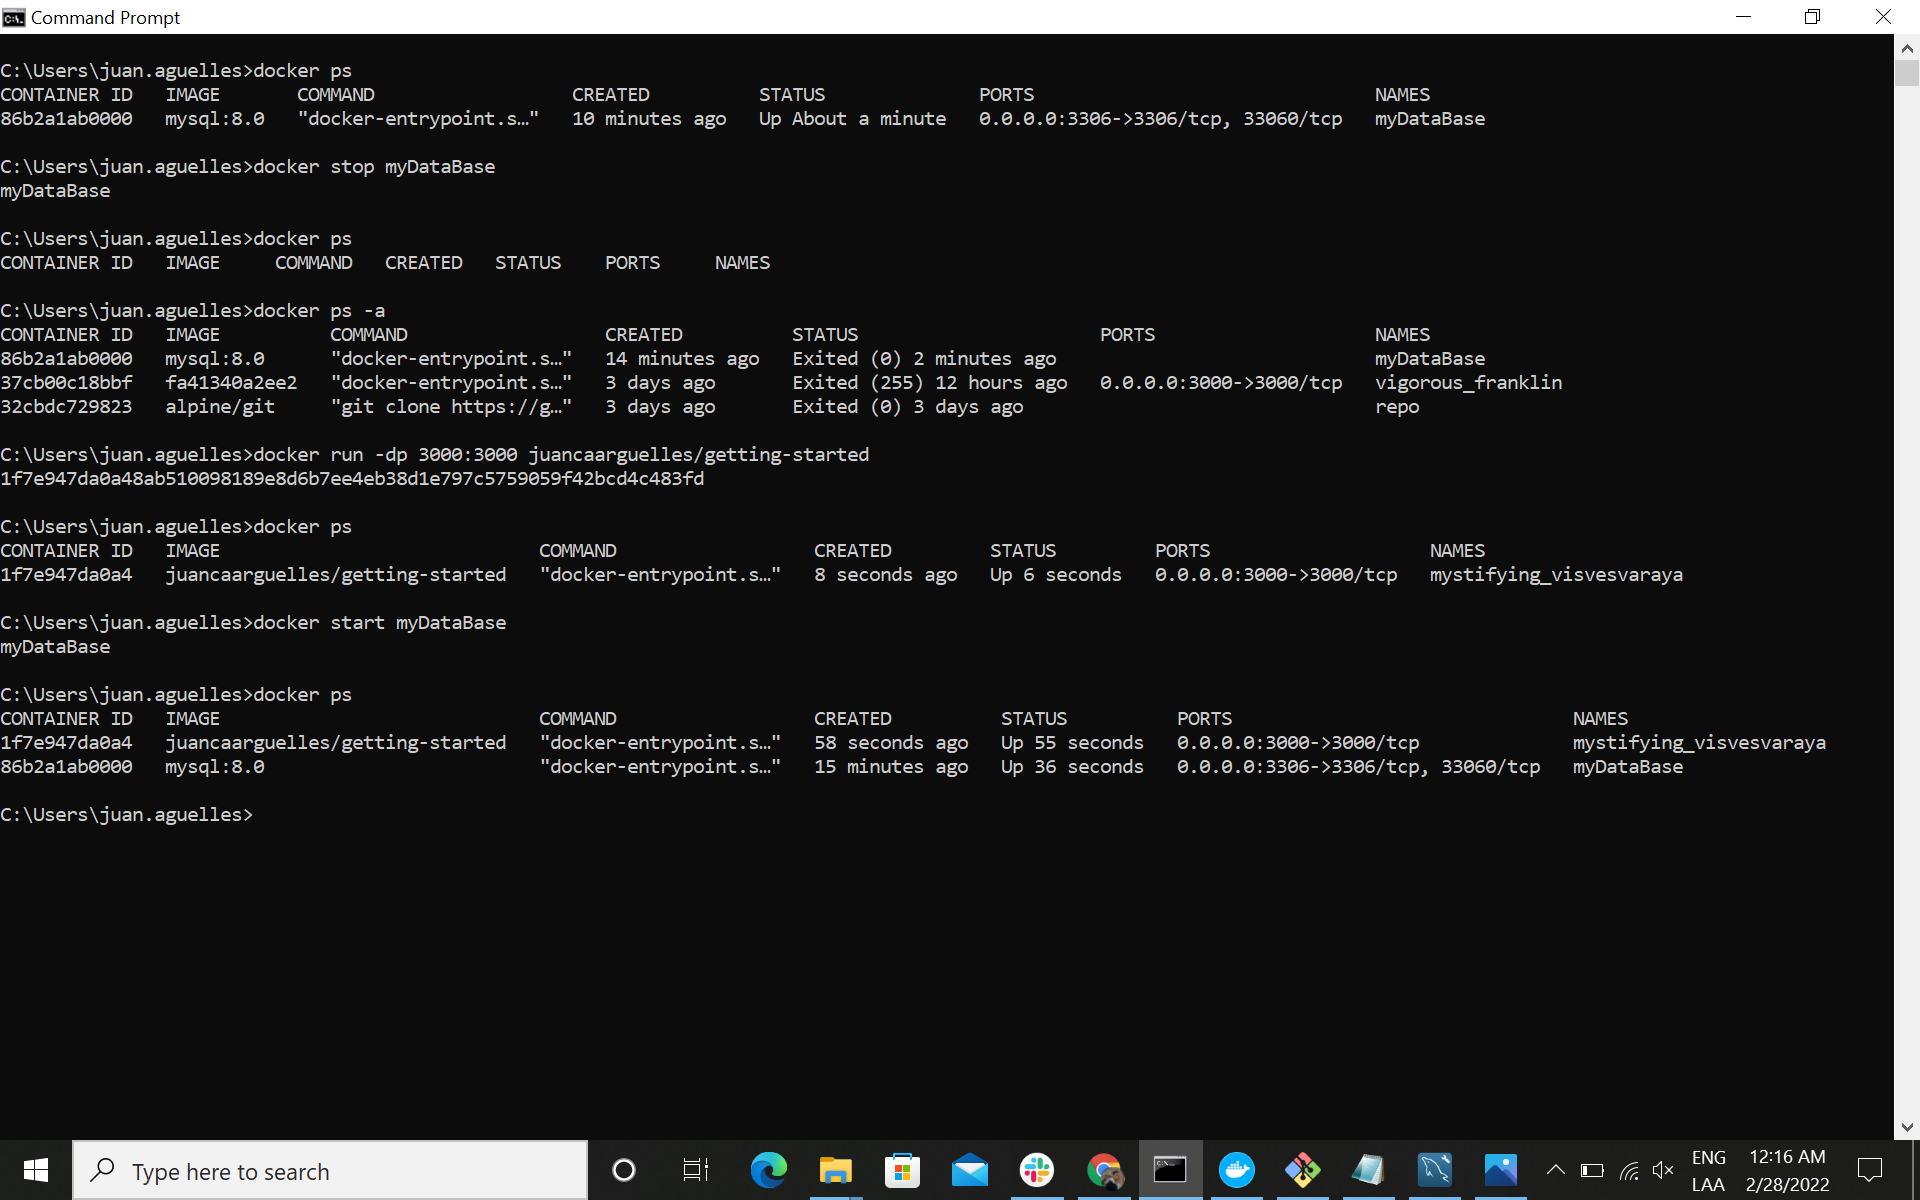 Command Prompt
C:\Users\juan.aguelles>docker ps
CONTAINER ID   IMAGE       COMMAND                  CREATED          STATUS              PORTS                               NAMES
86b2a1ab0000   mysql:8.0   "docker-entrypoint.s…"   10 minutes ago   Up About a minute   0.0.0.0:3306->3306/tcp, 33060/tcp   myDataBase
C:\Users\juan.aguelles>docker stop myDataBase
myDataBase
C:\Users\juan.aguelles>docker ps
CONTAINER ID   IMAGE     COMMAND   CREATED   STATUS    PORTS     NAMES
C:\Users\juan.aguelles>docker ps -a
CONTAINER ID   IMAGE          COMMAND                  CREATED          STATUS                      PORTS                    NAMES
86b2a1ab0000   mysql:8.0      "docker-entrypoint.s…"   14 minutes ago   Exited (0) 2 minutes ago                             myDataBase
37cb00c18bbf   fa41340a2ee2   "docker-entrypoint.s…"   3 days ago       Exited (255) 12 hours ago   0.0.0.0:3000->3000/tcp   vigorous_franklin
32cbdc729823   alpine/git     "git clone https://g…"   3 days ago       Exited (0) 3 days ago                                repo
C:\Users\juan.aguelles>docker run -dp 3000:3000 juancaarguelles/getting-started
1f7e947da0a48ab510098189e8d6b7ee4eb38d1e797c5759059f42bcd4c483fd
C:\Users\juan.aguelles>docker ps
CONTAINER ID   IMAGE                             COMMAND                  CREATED         STATUS         PORTS                    NAMES
1f7e947da0a4   juancaarguelles/getting-started   "docker-entrypoint.s…"   8 seconds ago   Up 6 seconds   0.0.0.0:3000->3000/tcp   mystifying_visvesvaraya
C:\Users\juan.aguelles>docker start myDataBase
myDataBase
C:\Users\juan.aguelles>docker ps
CONTAINER ID   IMAGE                             COMMAND                  CREATED          STATUS          PORTS                               NAMES
1f7e947da0a4   juancaarguelles/getting-started   "docker-entrypoint.s…"   58 seconds ago   Up 55 seconds   0.0.0.0:3000->3000/tcp              mystifying_visvesvaraya
86b2a1ab0000   mysql:8.0                         "docker-entrypoint.s…"   15 minutes ago   Up 36 seconds   0.0.0.0:3306->3306/tcp, 33060/tcp   myDataBase
C:\Users\juan.aguelles>
Type here to search
ENG 12:16 AM
LAA 2/28/2022